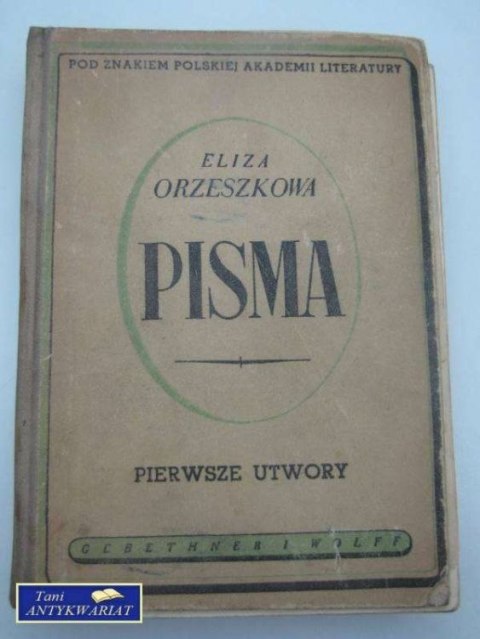 POD ZNAKIEM POLSKIEJ AKADEMII LITERATURY
ELIZA
ORZESZKOWA
PISMA
PIERWSZE UTWORY
GEBETHNER I WOLFF
Tani
ANTYKWARIAT